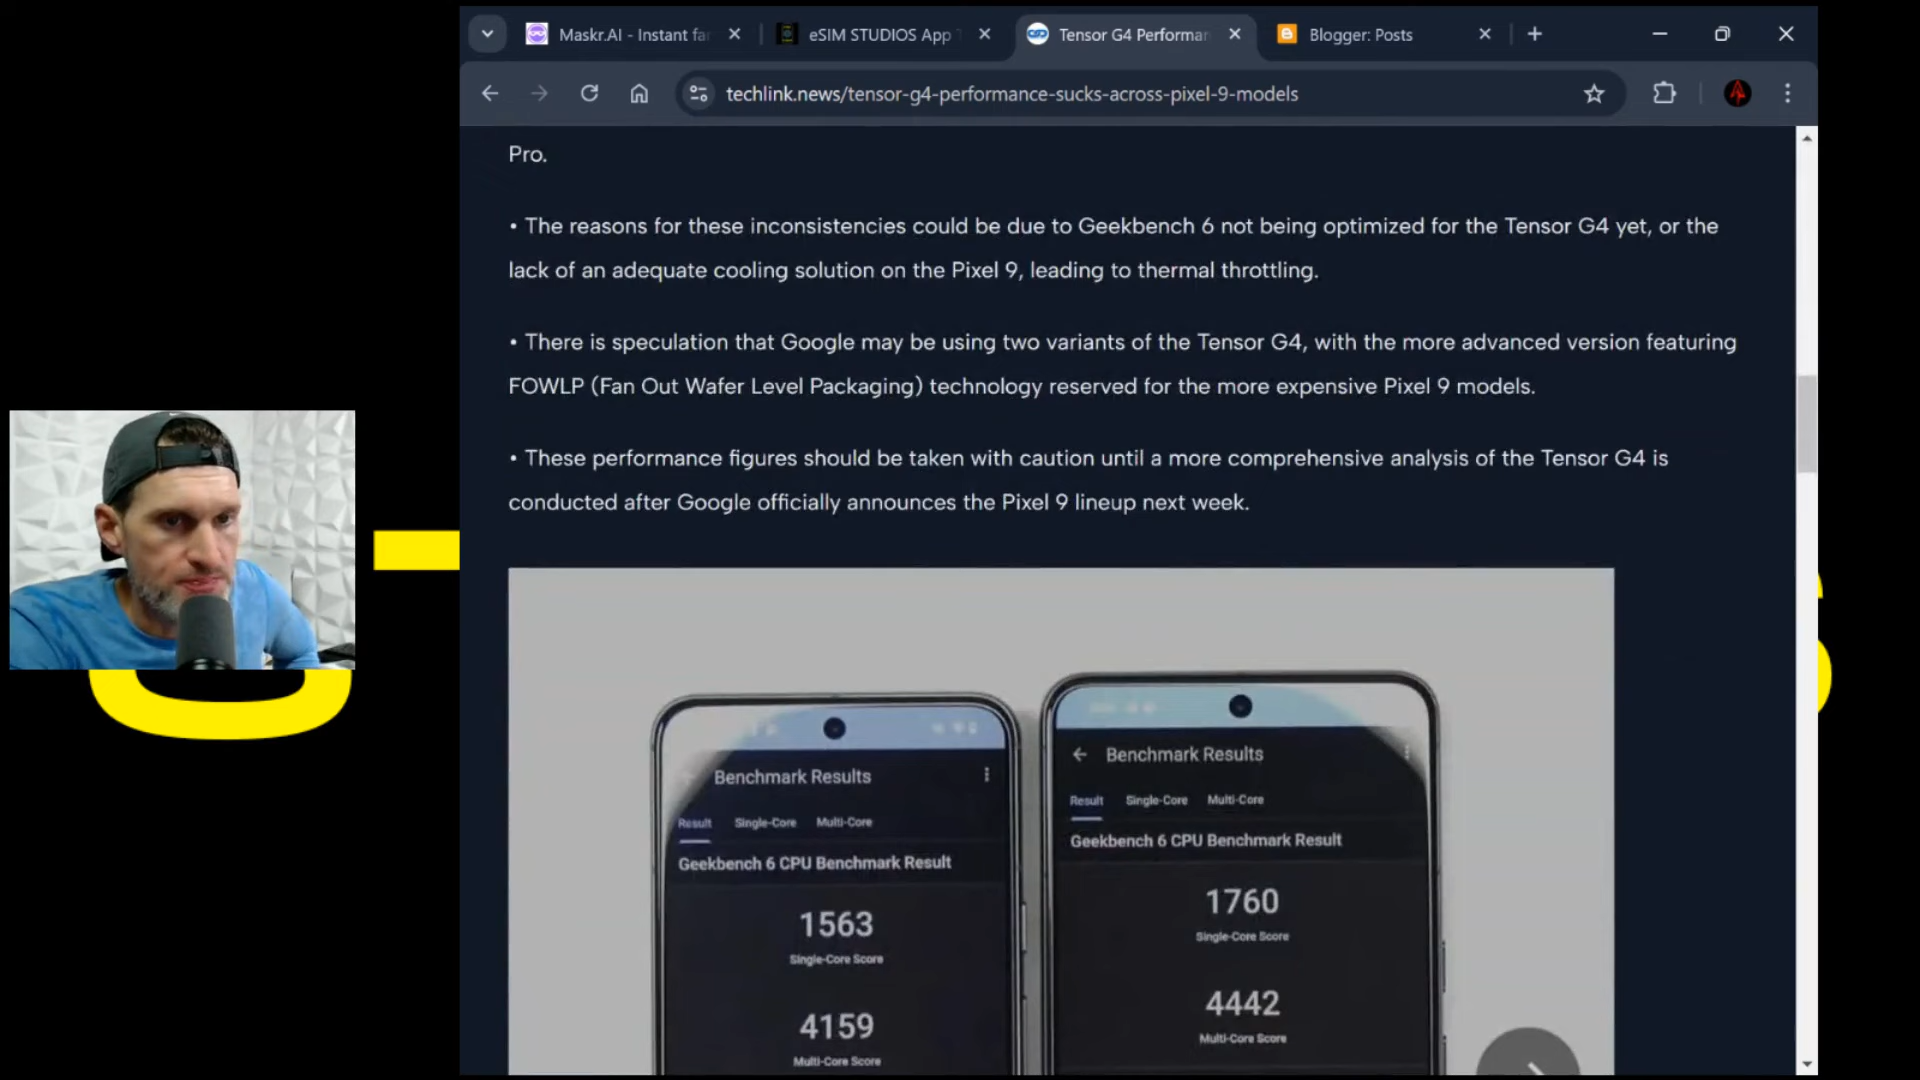 Maskr.AI - Instant fa
eSIM STUDIOS App
Tensor G4 Performan
Blogger: Posts
techlink.news/tensor-g4-performance-sucks-across-pixel-9-models
Pro.
• The reasons for these inconsistencies could be due to Geekbench 6 not being optimized for the Tensor G4 yet, or the
lack of an adequate cooling solution on the Pixel 9, leading to thermal throttling.
• There is speculation that Google may be using two variants of the Tensor G4, with the more advanced version featuring
FOWLP (Fan Out Wafer Level Packaging) technology reserved for the more expensive Pixel 9 models.
• These performance figures should be taken with caution until a more comprehensive analysis of the Tensor G4 is
conducted after Google officially announces the Pixel 9 lineup next week.
Benchmark Results
Result Single-Core Multi-Core
Geekbench 6 CPU Benchmark Result
1563
Single-Core Score
4159
Multi-Core Score
Benchmark Results
Result Single-Core Multi-Core
Geekbench 6 CPU Benchmark Result
1760
Single-Core Score
4442
Multi-Core Score